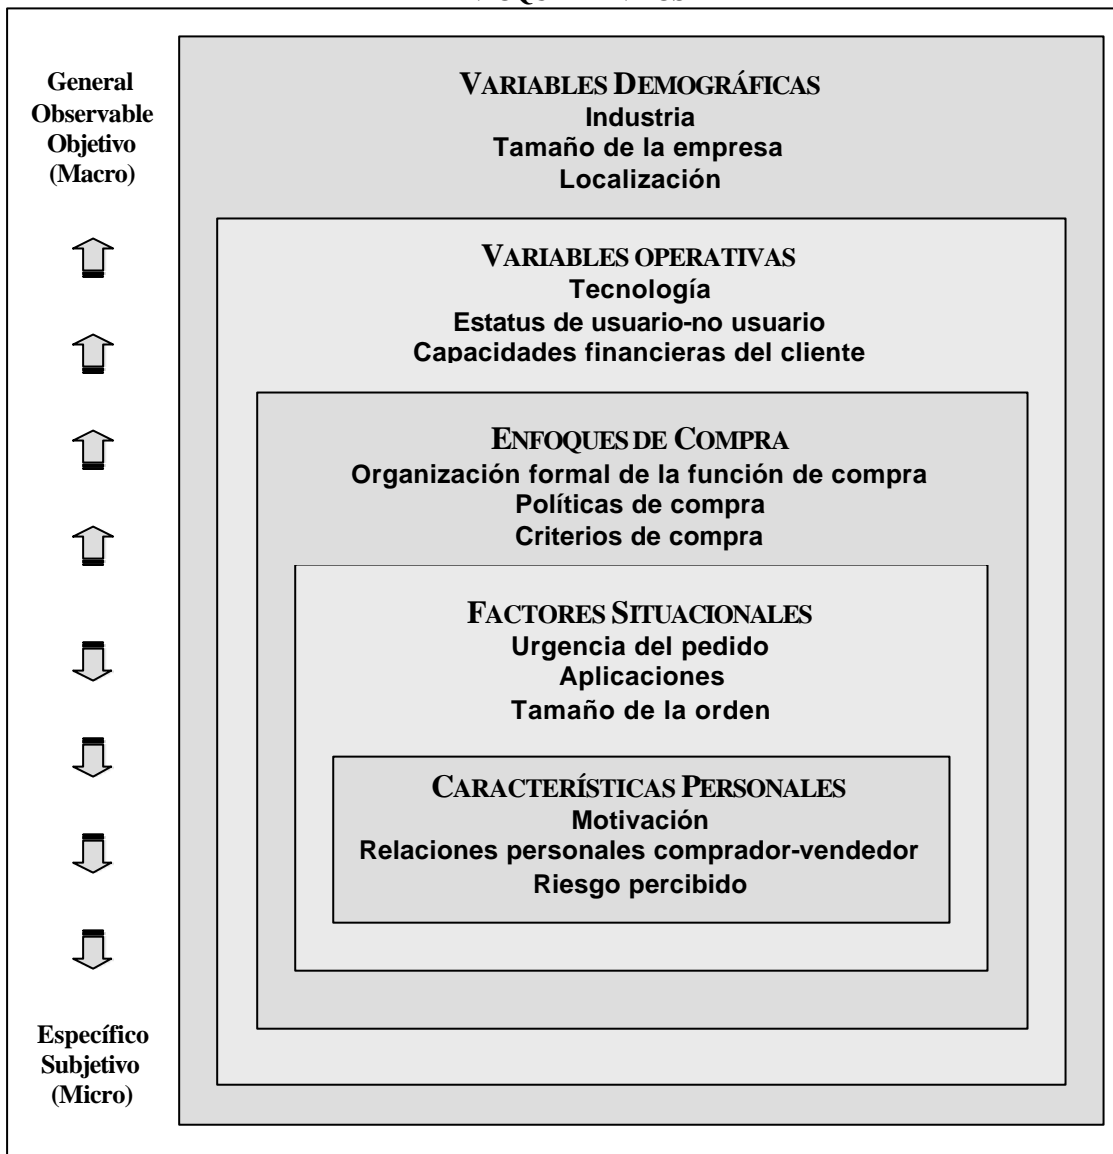 General
Observable
Objetivo
(Macro)
VARIABLES DEMOGRÁFICAS
Industria
Tamaño de la empresa
Localización
VARIABLES OPERATIVAS
Tecnología
Estatus de usuario-no usuario
Capacidades financieras del cliente
ENFOQUES DE COMPRA
Organización formal de la función de compra
Políticas de compra
Criterios de compra
FACTORES SITUACIONALES
Urgencia del pedido
Aplicaciones
Tamaño de la orden
CARACTERÍSTICAS PERSONALES
Motivación
Relaciones personales comprador-vendedor
Riesgo percibido
Específico
Subjetivo
(Micro)